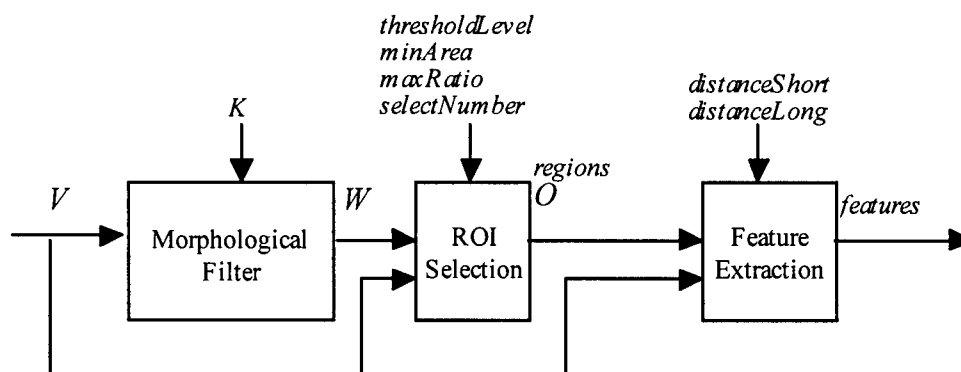 thresholdLevel
minArea
maxRatio
selectNumber
distanceShort
distanceLong
K
regions
V
W
O
features
Morphological
Filter
ROI
Selection
Feature
Extraction